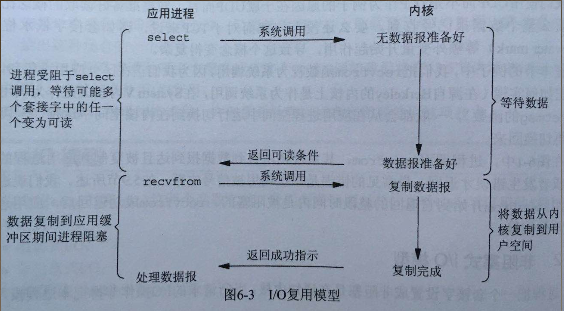 应用进程
内核
select
系统调用
无数据报准备好
进程受阻于select
调用，等待可能多
个套接字中的任一
个变为可读
等待数据
返回可读条件
数据报准备好
recvfrom
系统调用
复制数据报
数据复制到应用缓
冲区期间进程阻塞
将数据从内
核复制到用
户空间
返回成功指示
处理数据报
复制完成
图6-3 I/O复用模型